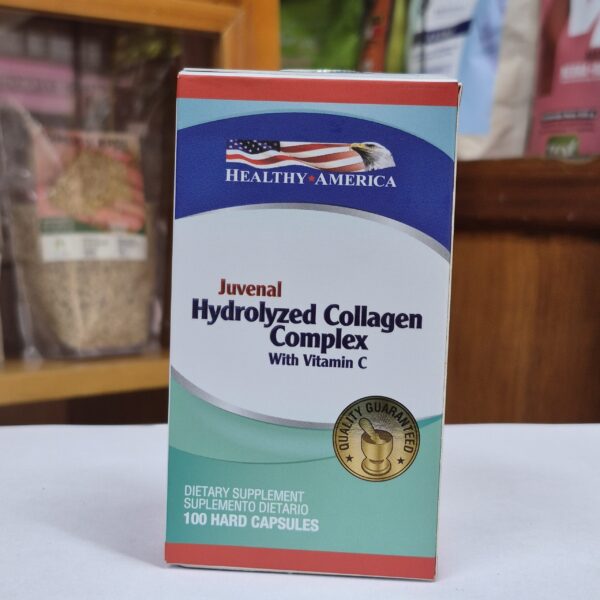 HEALTHY★AMERICA
Juvenal
Hydrolyzed Collagen
Complex
With Vitamin C
QUALITY GUARANTEED
DIETARY SUPPLEMENT
SUPLEMENTO DIETARIO
100 HARD CAPSULES